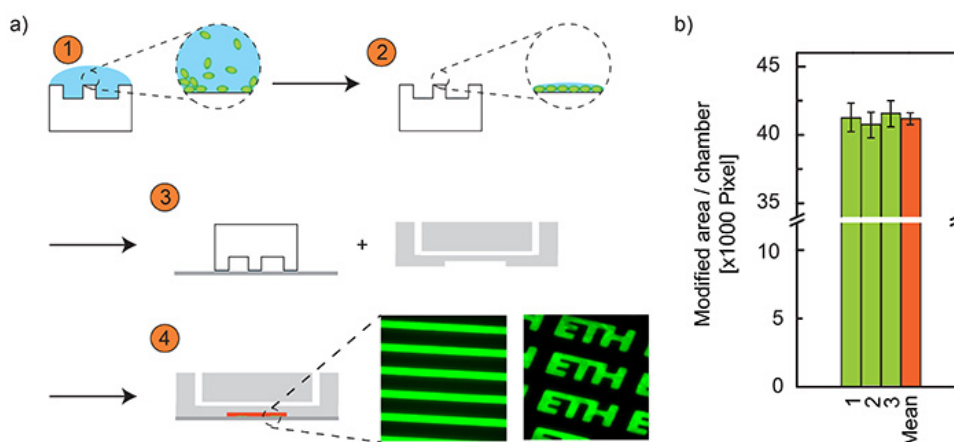 a)
1
2
3
+
4
ETH E
ETH E
ETH
ETH
b)
Modified area / chamber
[x1000 Pixel]
45
40
35
10
5
0
1
2
3
Mean